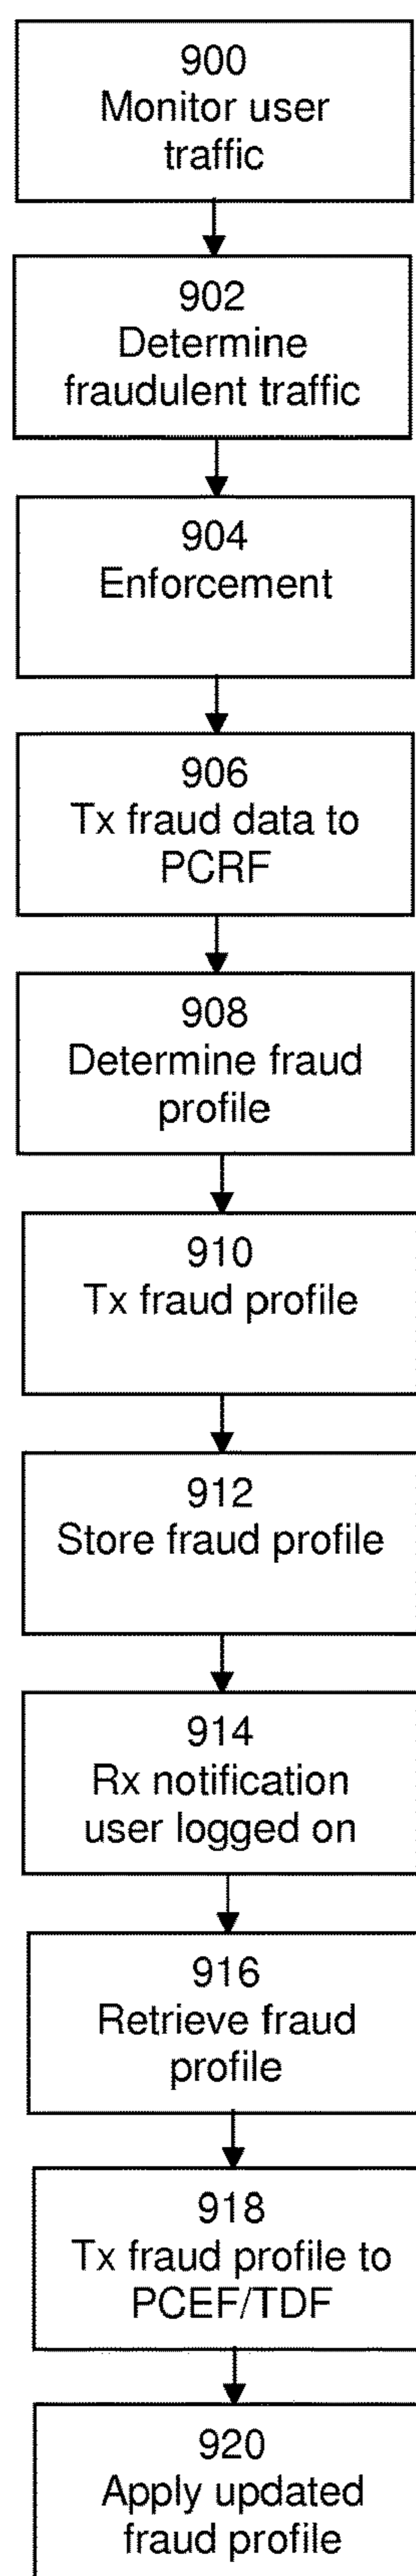 900
Monitor user
traffic
902
Determine
fraudulent traffic
904
Enforcement
906
Tx fraud data to
PCRF
908
Determine fraud
profile
910
Tx fraud profile
912
Store fraud profile
914
Rx notification
user logged on
916
Retrieve fraud
profile
918
Tx fraud profile to
PCEF/TDF
920
Apply updated
fraud profile